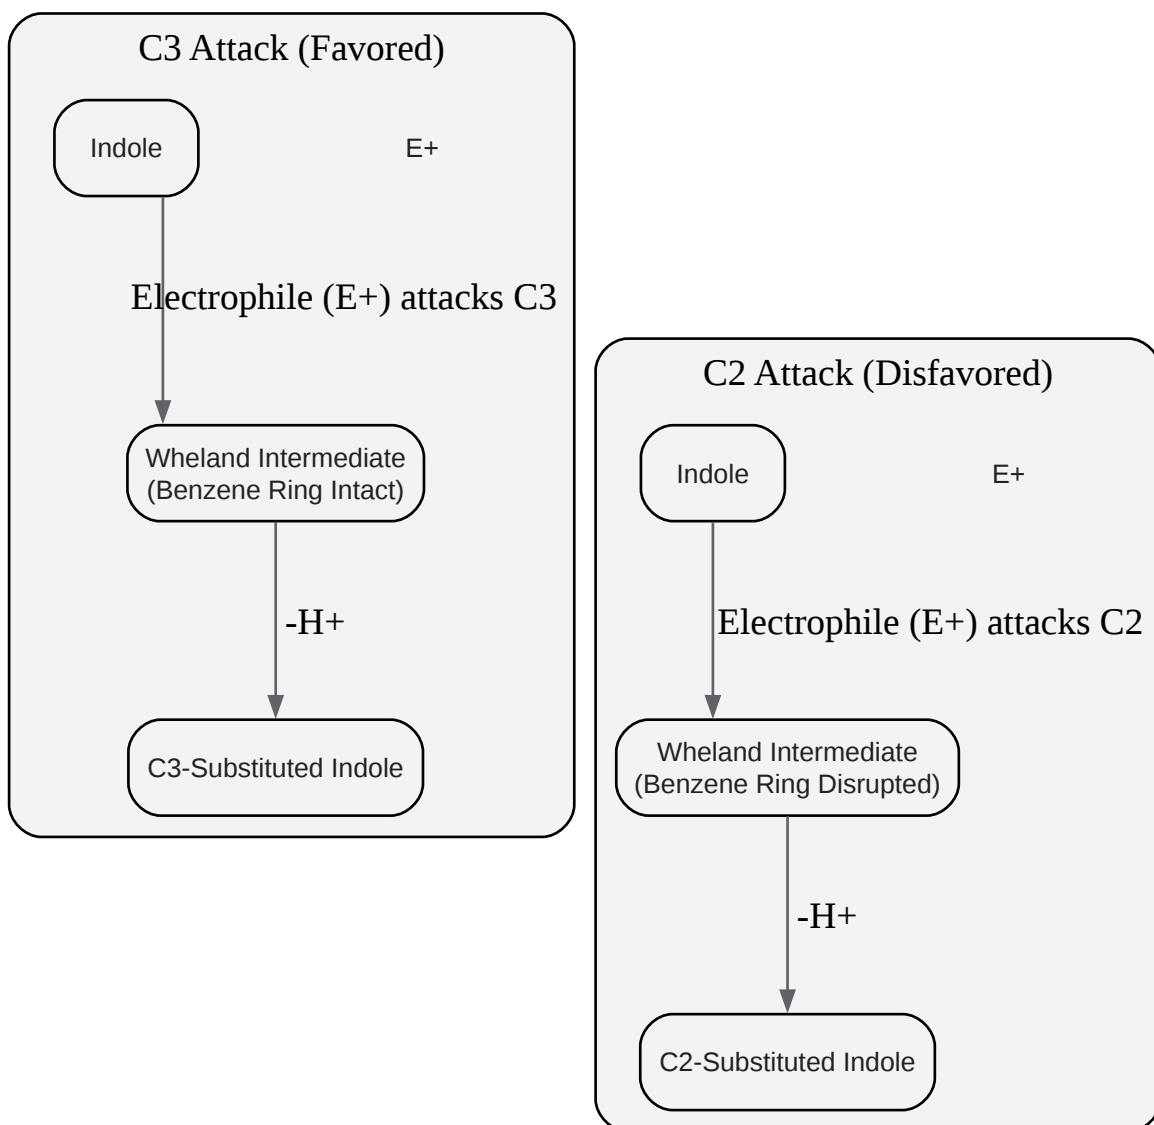 C3 Attack (Favored)
Indole
E+
Electrophile (E+) attacks C3
Wheland Intermediate
(Benzene Ring Intact)
-H+
C3-Substituted Indole
C2 Attack (Disfavored)
Indole
E+
Electrophile (E+) attacks C2
Wheland Intermediate
(Benzene Ring Disrupted)
-H+
C2-Substituted Indole